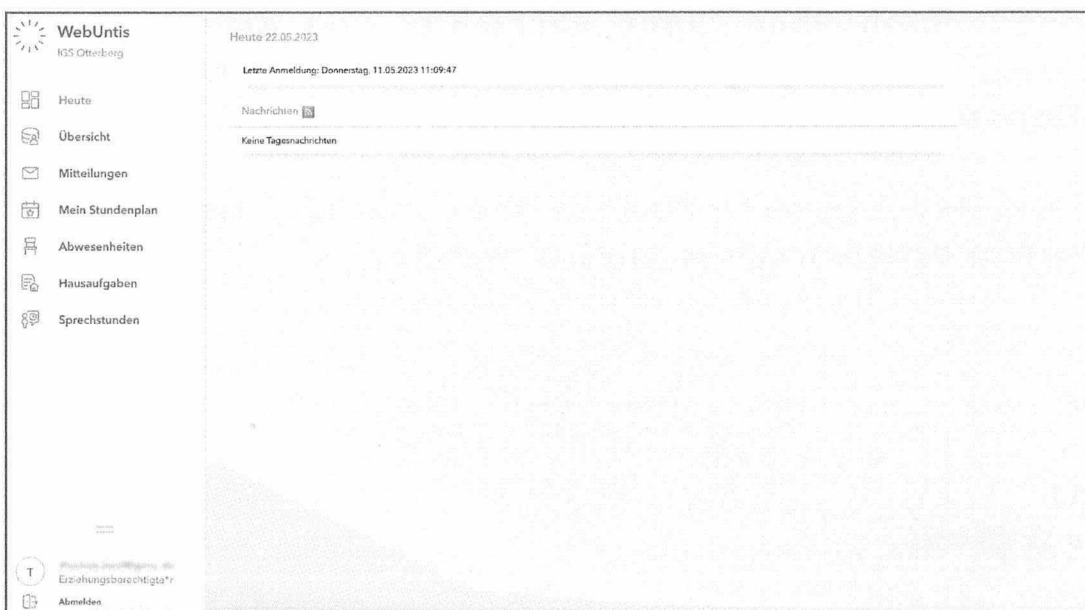 WebUntis
IGS Otterberg
Heute
Übersicht
Mitteilungen
Mein Stundenplan
Abwesenheiten
Hausaufgaben
Sprechstunden
T
Erziehungsberechtigte*r
Abmelden
Heute 22.05.2023
Letzte Anmeldung: Donnerstag, 11.05.2023 11:09:47
Nachrichten
Keine Tagesnachrichten